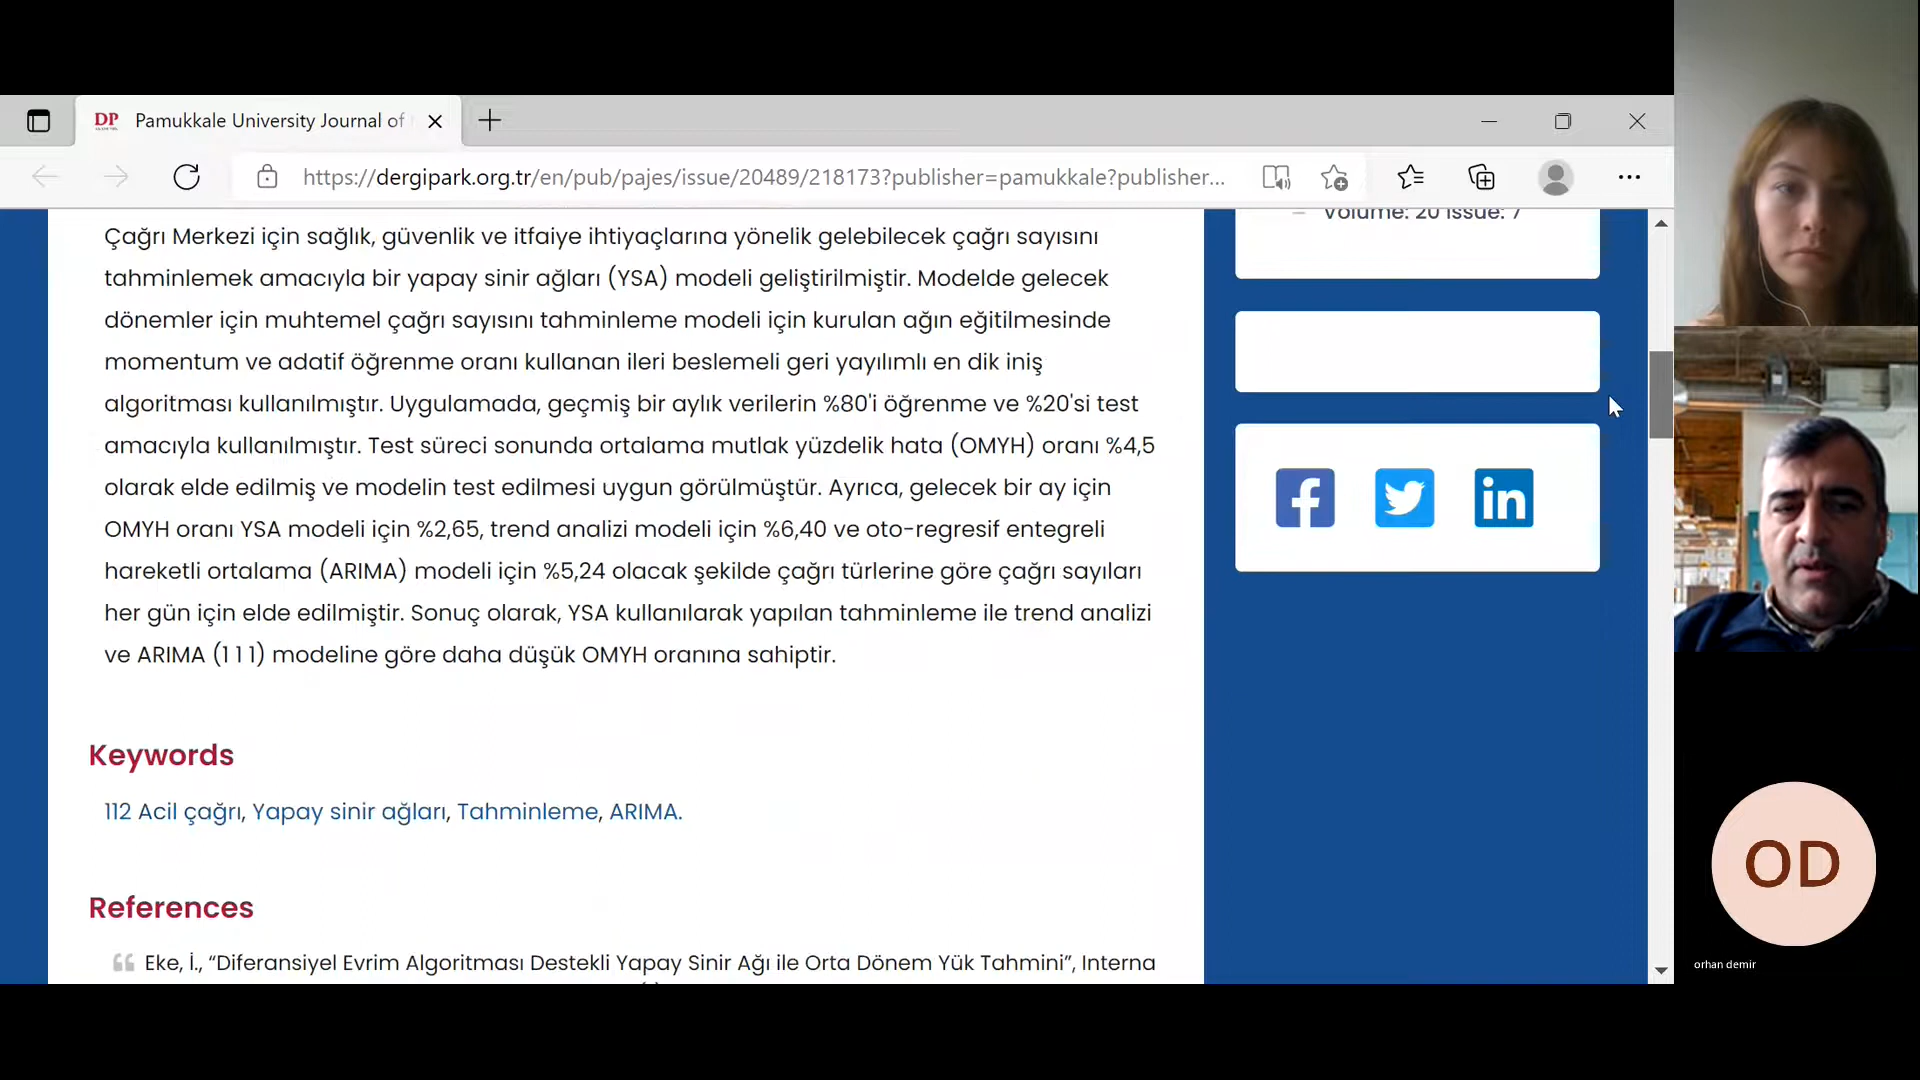 DP Pamukkale University Journal of
https://dergipark.org.tr/en/pub/pajes/issue/20489/218173?publisher=pamukkale?publisher...
Çağrı Merkezi için sağlık, güvenlik ve itfaiye ihtiyaçlarına yönelik gelebilecek çağrı sayısını
tahminlemek amacıyla bir yapay sinir ağları (YSA) modeli geliştirilmiştir. Modelde gelecek
dönemler için muhtemel çağrı sayısını tahminleme modeli için kurulan ağın eğitilmesinde
momentum ve adatif öğrenme oranı kullanan ileri beslemeli geri yayılımlı en dik iniş
algoritması kullanılmıştır. Uygulamada, geçmiş bir aylık verilerin %80'i öğrenme ve %20'si test
amacıyla kullanılmıştır. Test süreci sonunda ortalama mutlak yüzdelik hata (OMYH) oranı %4,5
olarak elde edilmiş ve modelin test edilmesi uygun görülmüştür. Ayrıca, gelecek bir ay için
OMYH oranı YSA modeli için %2,65, trend analizi modeli için %6,40 ve oto-regresif entegreli
hareketli ortalama (ARIMA) modeli için %5,24 olacak şekilde çağrı türlerine göre çağrı sayıları
her gün için elde edilmiştir. Sonuç olarak, YSA kullanılarak yapılan tahminleme ile trend analizi
ve ARIMA (1 1 1) modeline göre daha düşük OMYH oranına sahiptir.
Keywords
112 Acil çağrı, Yapay sinir ağları, Tahminleme, ARIMA.
References
Eke, İ., “Diferansiyel Evrim Algoritması Destekli Yapay Sinir Ağı ile Orta Dönem Yük Tahmini”, Interna
– Volume: 20 Issue: 7
f
in
OD
orhan demir